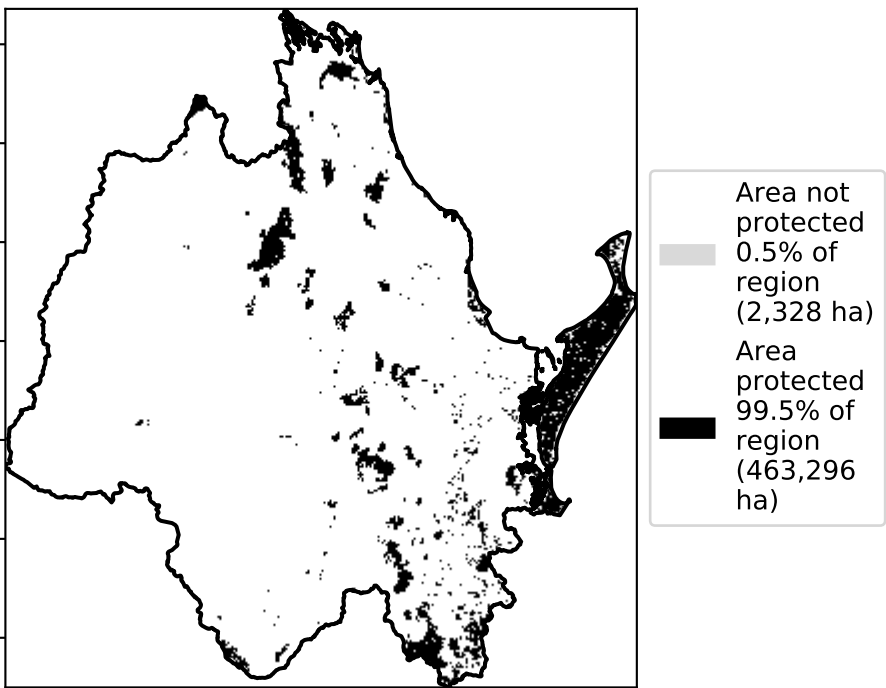 Area not
protected
0.5% of
region
(2,328 ha)
Area
protected
99.5% of
region
(463,296
ha)